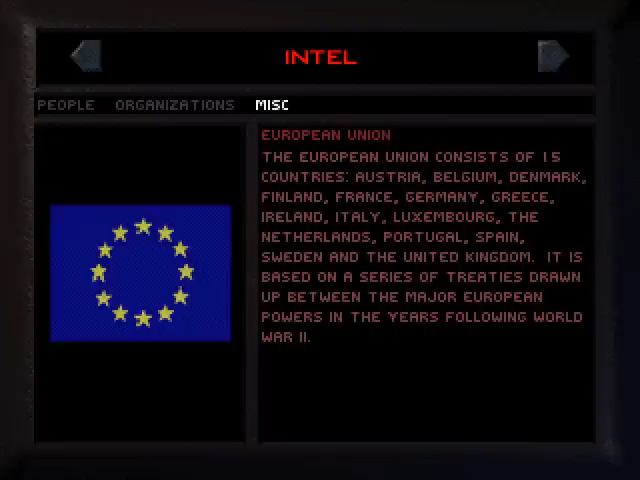 INTEL
PEOPLE ORGANIZATIONS MISC
EUROPEAN UNION
THE EUROPEAN UNION CONSISTS OF 15
COUNTRIES: AUSTRIA, BELGIUM, DENMARK,
FINLAND, FRANCE, GERMANY, GREECE,
IRELAND, ITALY, LUXEMBOURG, THE
NETHERLANDS, PORTUGAL, SPAIN,
SWEDEN AND THE UNITED KINGDOM. IT IS
BASED ON A SERIES OF TREATIES DRAWN
UP BETWEEN THE MAJOR EUROPEAN
POWERS IN THE YEARS FOLLOWING WORLD
WAR II.